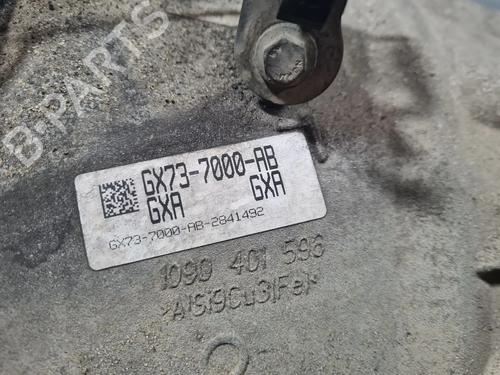 B-PARTS
GX73-7000-AB
GXA GXA
GX73-7000-AB-2841492
1090 401 596
>AlSi9Cu3(Fe)<